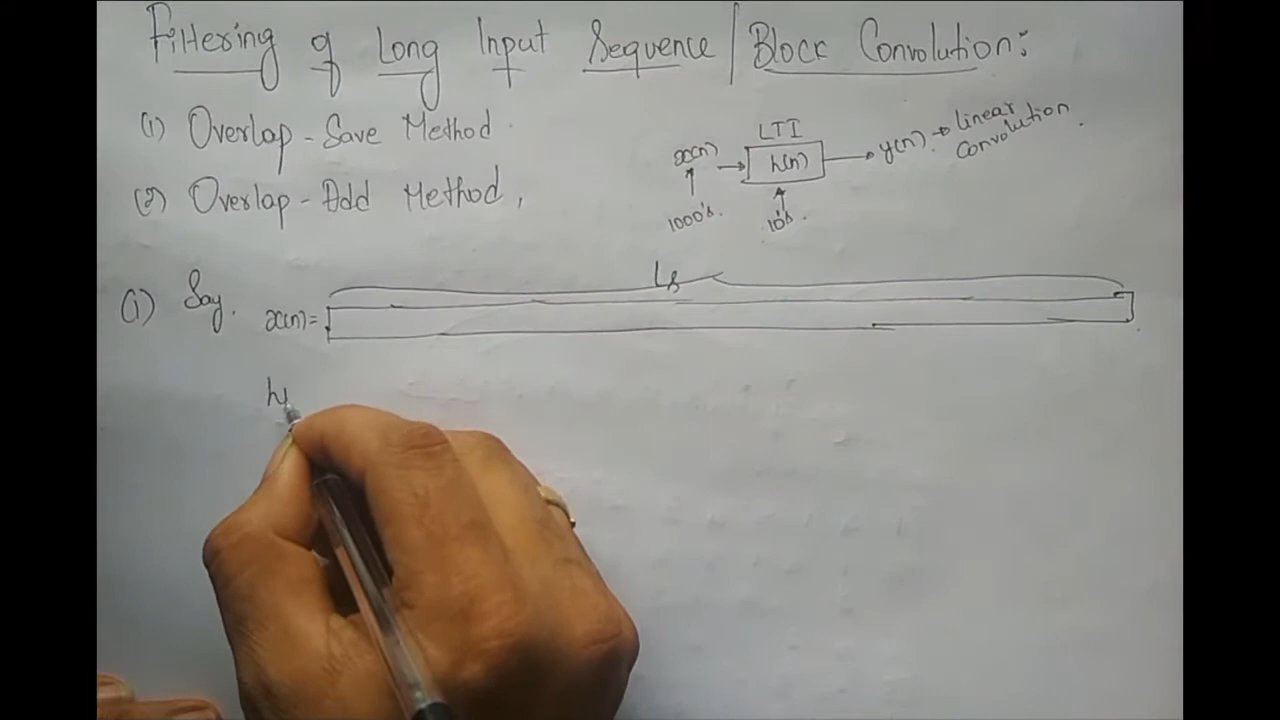 Filtering of Long Input Sequence / Block Convolution:
(1) Overlap-Save Method.
(2) Overlap-Add Method,
LTI
x(n) → h(n) → y(n) → linear convolution.
1000's. 10's.
(1) Say. x(n)=
Ls
h